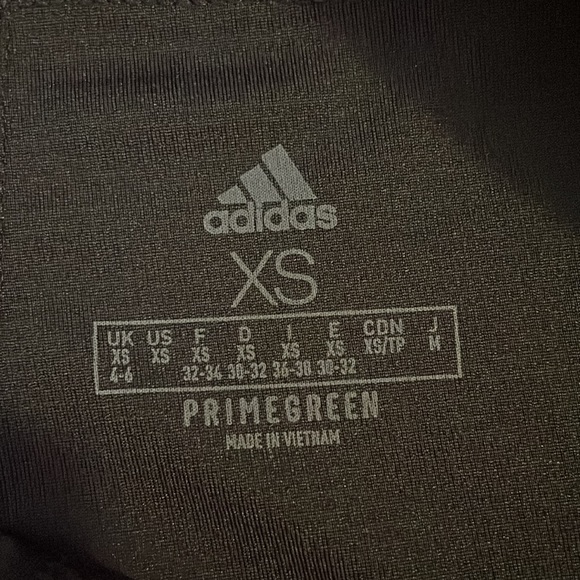 adidas
XS
UK US F D I E CDN J
XS XS XS XS XS XS XS/TP M
4-6 32-34 30-32 36-38 30-32
PRIMEGREEN
MADE IN VIETNAM